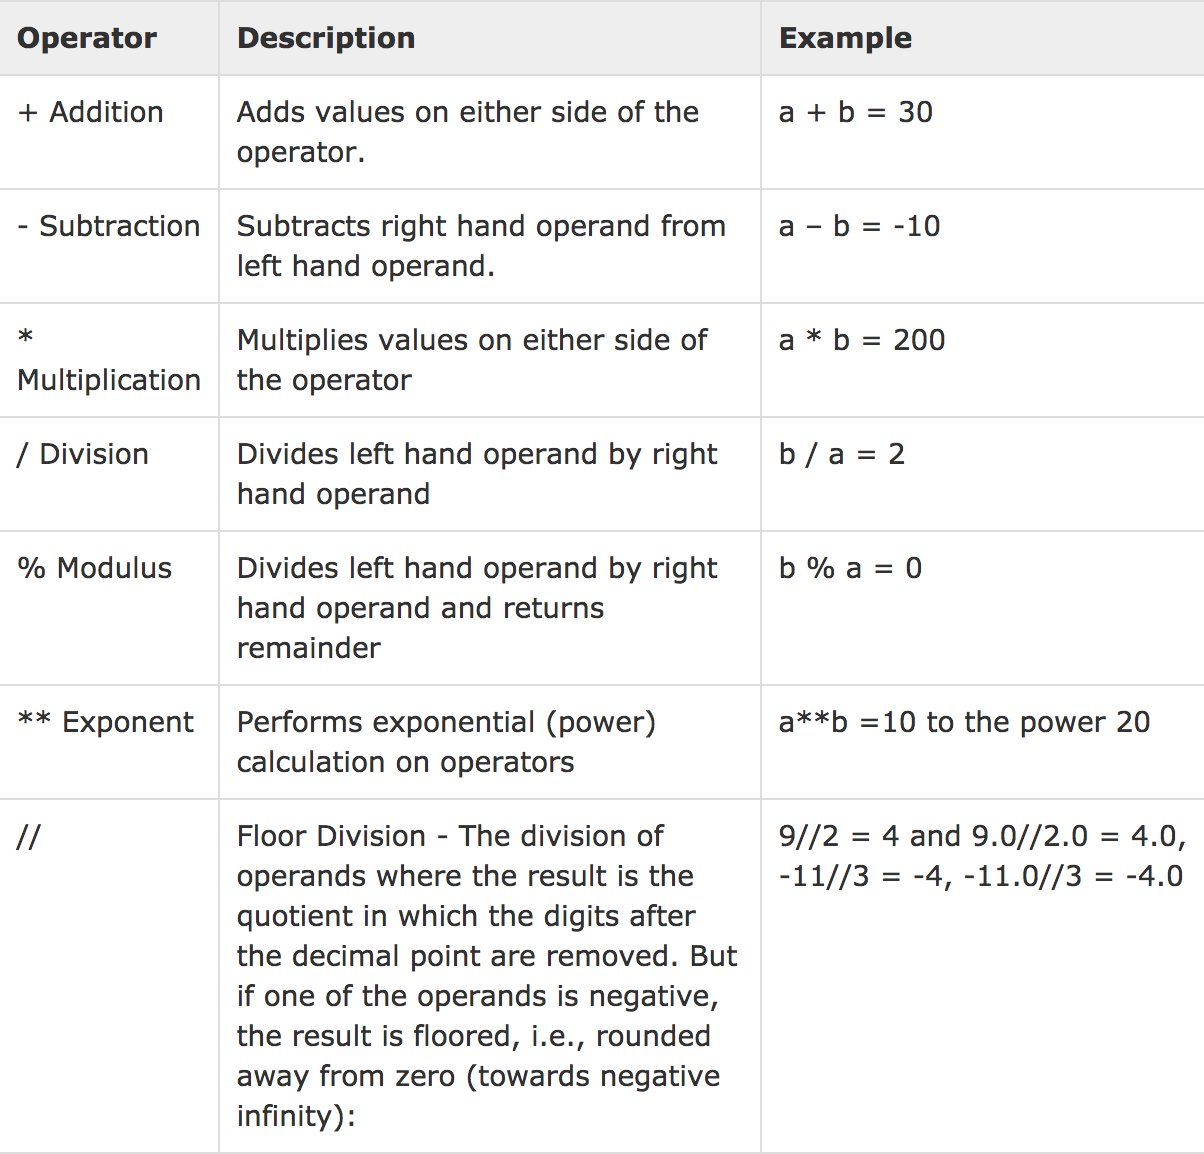 Operator Description Example
+ Addition Adds values on either side of the a + b = 30
operator.
- Subtraction Subtracts right hand operand from a – b = -10
left hand operand.
* Multiplies values on either side of a * b = 200
Multiplication the operator
/ Division Divides left hand operand by right b / a = 2
hand operand
% Modulus Divides left hand operand by right b % a = 0
hand operand and returns
remainder
** Exponent Performs exponential (power) a**b =10 to the power 20
calculation on operators
// Floor Division - The division of 9//2 = 4 and 9.0//2.0 = 4.0,
operands where the result is the -11//3 = -4, -11.0//3 = -4.0
quotient in which the digits after
the decimal point are removed. But
if one of the operands is negative,
the result is floored, i.e., rounded
away from zero (towards negative
infinity):